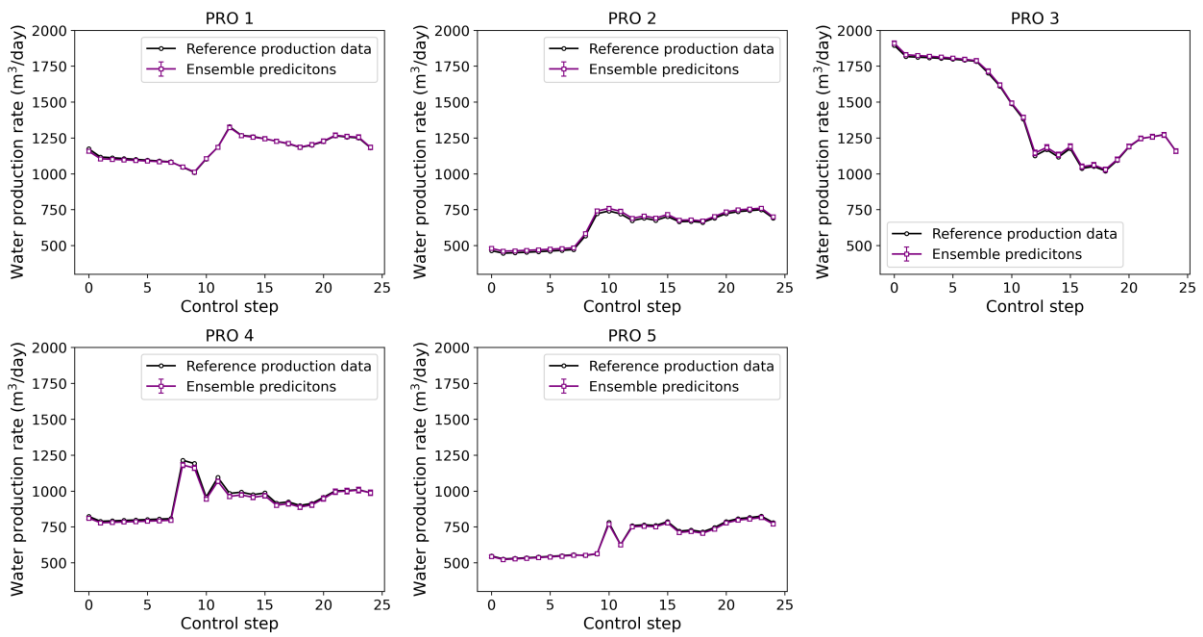 PRO 1
Water production rate (m³/day)
2000
1750
1500
1250
1000
750
500
0 5 10 15 20 25
Control step
Reference production data
Ensemble predicitons
PRO 2
Water production rate (m³/day)
2000
1750
1500
1250
1000
750
500
0 5 10 15 20 25
Control step
Reference production data
Ensemble predicitons
PRO 3
Water production rate (m³/day)
2000
1750
1500
1250
1000
750
500
0 5 10 15 20 25
Control step
Reference production data
Ensemble predicitons
PRO 4
Water production rate (m³/day)
2000
1750
1500
1250
1000
750
500
0 5 10 15 20 25
Control step
Reference production data
Ensemble predicitons
PRO 5
Water production rate (m³/day)
2000
1750
1500
1250
1000
750
500
0 5 10 15 20 25
Control step
Reference production data
Ensemble predicitons